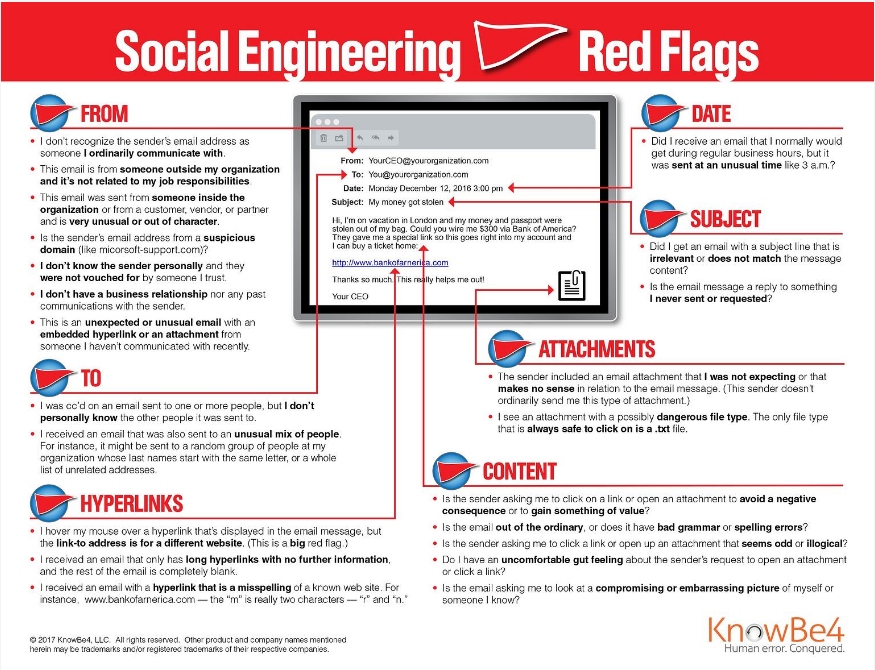 Social Engineering Red Flags
FROM
• I don't recognize the sender's email address as
someone I ordinarily communicate with.
• This email is from someone outside my organization
and it's not related to my job responsibilities.
• This email was sent from someone inside the
organization or from a customer, vendor, or partner
and is very unusual or out of character.
• Is the sender's email address from a suspicious
domain (like micorsoft-support.com)?
• I don't know the sender personally and they
were not vouched for by someone I trust.
• I don't have a business relationship nor any past
communications with the sender.
• This is an unexpected or unusual email with an
embedded hyperlink or an attachment from
someone I haven't communicated with recently.
TO
• I was cc'd on an email sent to one or more people, but I don't
personally know the other people it was sent to.
• I received an email that was also sent to an unusual mix of people.
For instance, it might be sent to a random group of people at my
organization whose last names start with the same letter, or a whole
list of unrelated addresses.
HYPERLINKS
• I hover my mouse over a hyperlink that's displayed in the email message, but
the link-to address is for a different website. (This is a big red flag.)
• I received an email that only has long hyperlinks with no further information,
and the rest of the email is completely blank.
• I received an email with a hyperlink that is a misspelling of a known web site. For
instance, www.bankofarnerica.com — the "m" is really two characters — "r" and "n."
From: YourCEO@yourorganization.com
To: You@yourorganization.com
Date: Monday December 12, 2016 3:00 pm
Subject: My money got stolen
Hi, I'm on vacation in London and my money and passport were
stolen out of my bag. Could you wire me $300 via Bank of America?
They gave me a special link so this goes right into my account and
I can buy a ticket home:
http://www.bankofarnerica.com
Thanks so much. This really helps me out!
Your CEO
DATE
• Did I receive an email that I normally would
get during regular business hours, but it
was sent at an unusual time like 3 a.m.?
SUBJECT
• Did I get an email with a subject line that is
irrelevant or does not match the message
content?
• Is the email message a reply to something
I never sent or requested?
ATTACHMENTS
• The sender included an email attachment that I was not expecting or that
makes no sense in relation to the email message. (This sender doesn't
ordinarily send me this type of attachment.)
• I see an attachment with a possibly dangerous file type. The only file type
that is always safe to click on is a .txt file.
CONTENT
• Is the sender asking me to click on a link or open an attachment to avoid a negative
consequence or to gain something of value?
• Is the email out of the ordinary, or does it have bad grammar or spelling errors?
• Is the sender asking me to click a link or open up an attachment that seems odd or illogical?
• Do I have an uncomfortable gut feeling about the sender's request to open an attachment
or click a link?
• Is the email asking me to look at a compromising or embarrassing picture of myself or
someone I know?
© 2017 KnowBe4, LLC. All rights reserved. Other product and company names mentioned
herein may be trademarks and/or registered trademarks of their respective companies.
KnowBe4
Human error. Conquered.